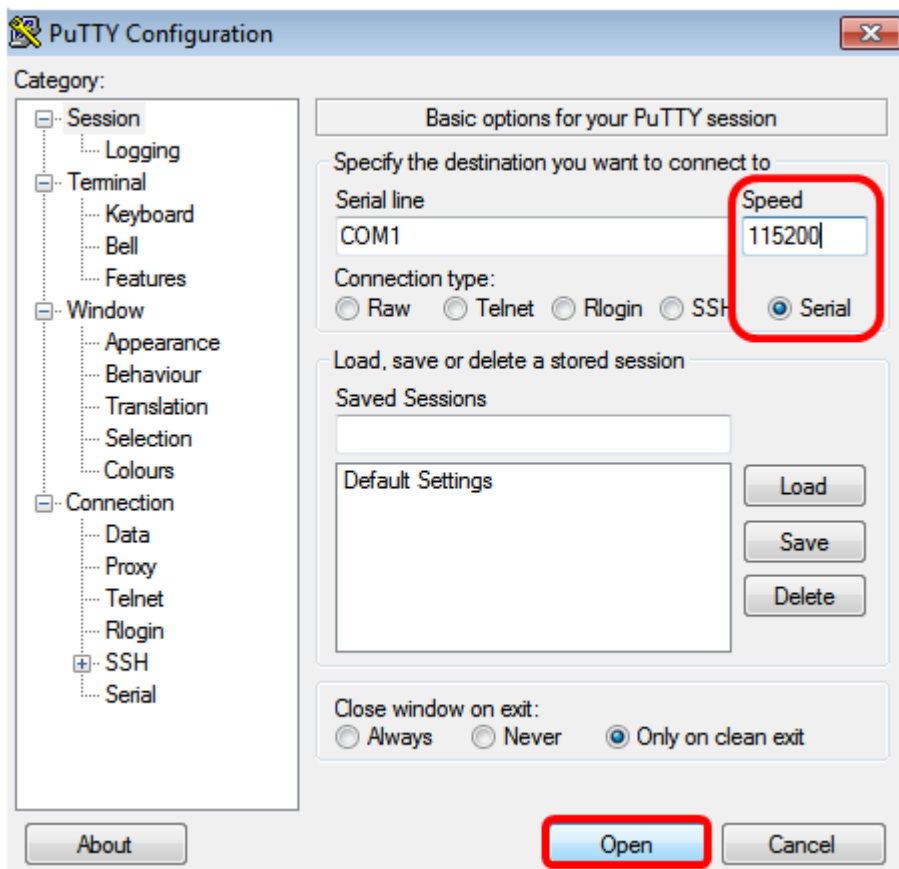 PuTTY Configuration
Category:
Session
Logging
Terminal
Keyboard
Bell
Features
Window
Appearance
Behaviour
Translation
Selection
Colours
Connection
Data
Proxy
Telnet
Rlogin
SSH
Serial
Basic options for your PuTTY session
Specify the destination you want to connect to
Serial line Speed
COM1 115200
Connection type:
Raw Telnet Rlogin SSH Serial
Load, save or delete a stored session
Saved Sessions
Default Settings
Load
Save
Delete
Close window on exit:
Always Never Only on clean exit
About Open Cancel